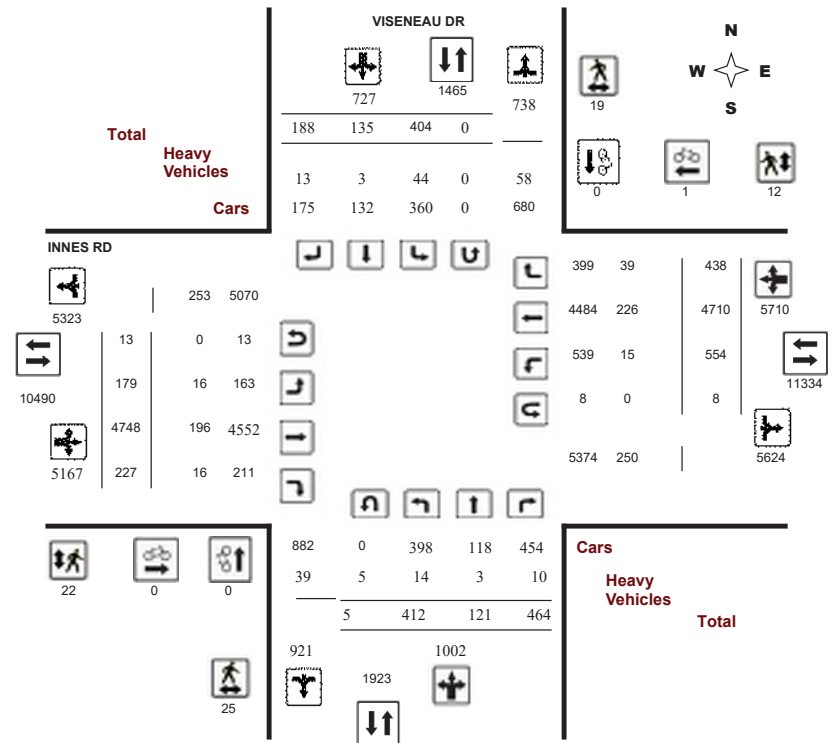 VISENEAU DR
N
W E
S
727
1465
738
19
188 135 404 0
Total
Heavy
Vehicles
Cars
13 3 44 0 58
175 132 360 0 680
0 1 12
INNES RD
399 39 438
5323
253 5070
4484 226 4710
5710
13 0 13
539 15 554
10490
179 16 163
11334
8 0 8
4748 196 4552
5167
227 16 211
5374 250
5624
882 0 398 118 454
Cars
39 5 14 3 10
Heavy
Vehicles
22 0 0
5 412 121 464
Total
921
1002
1923
25